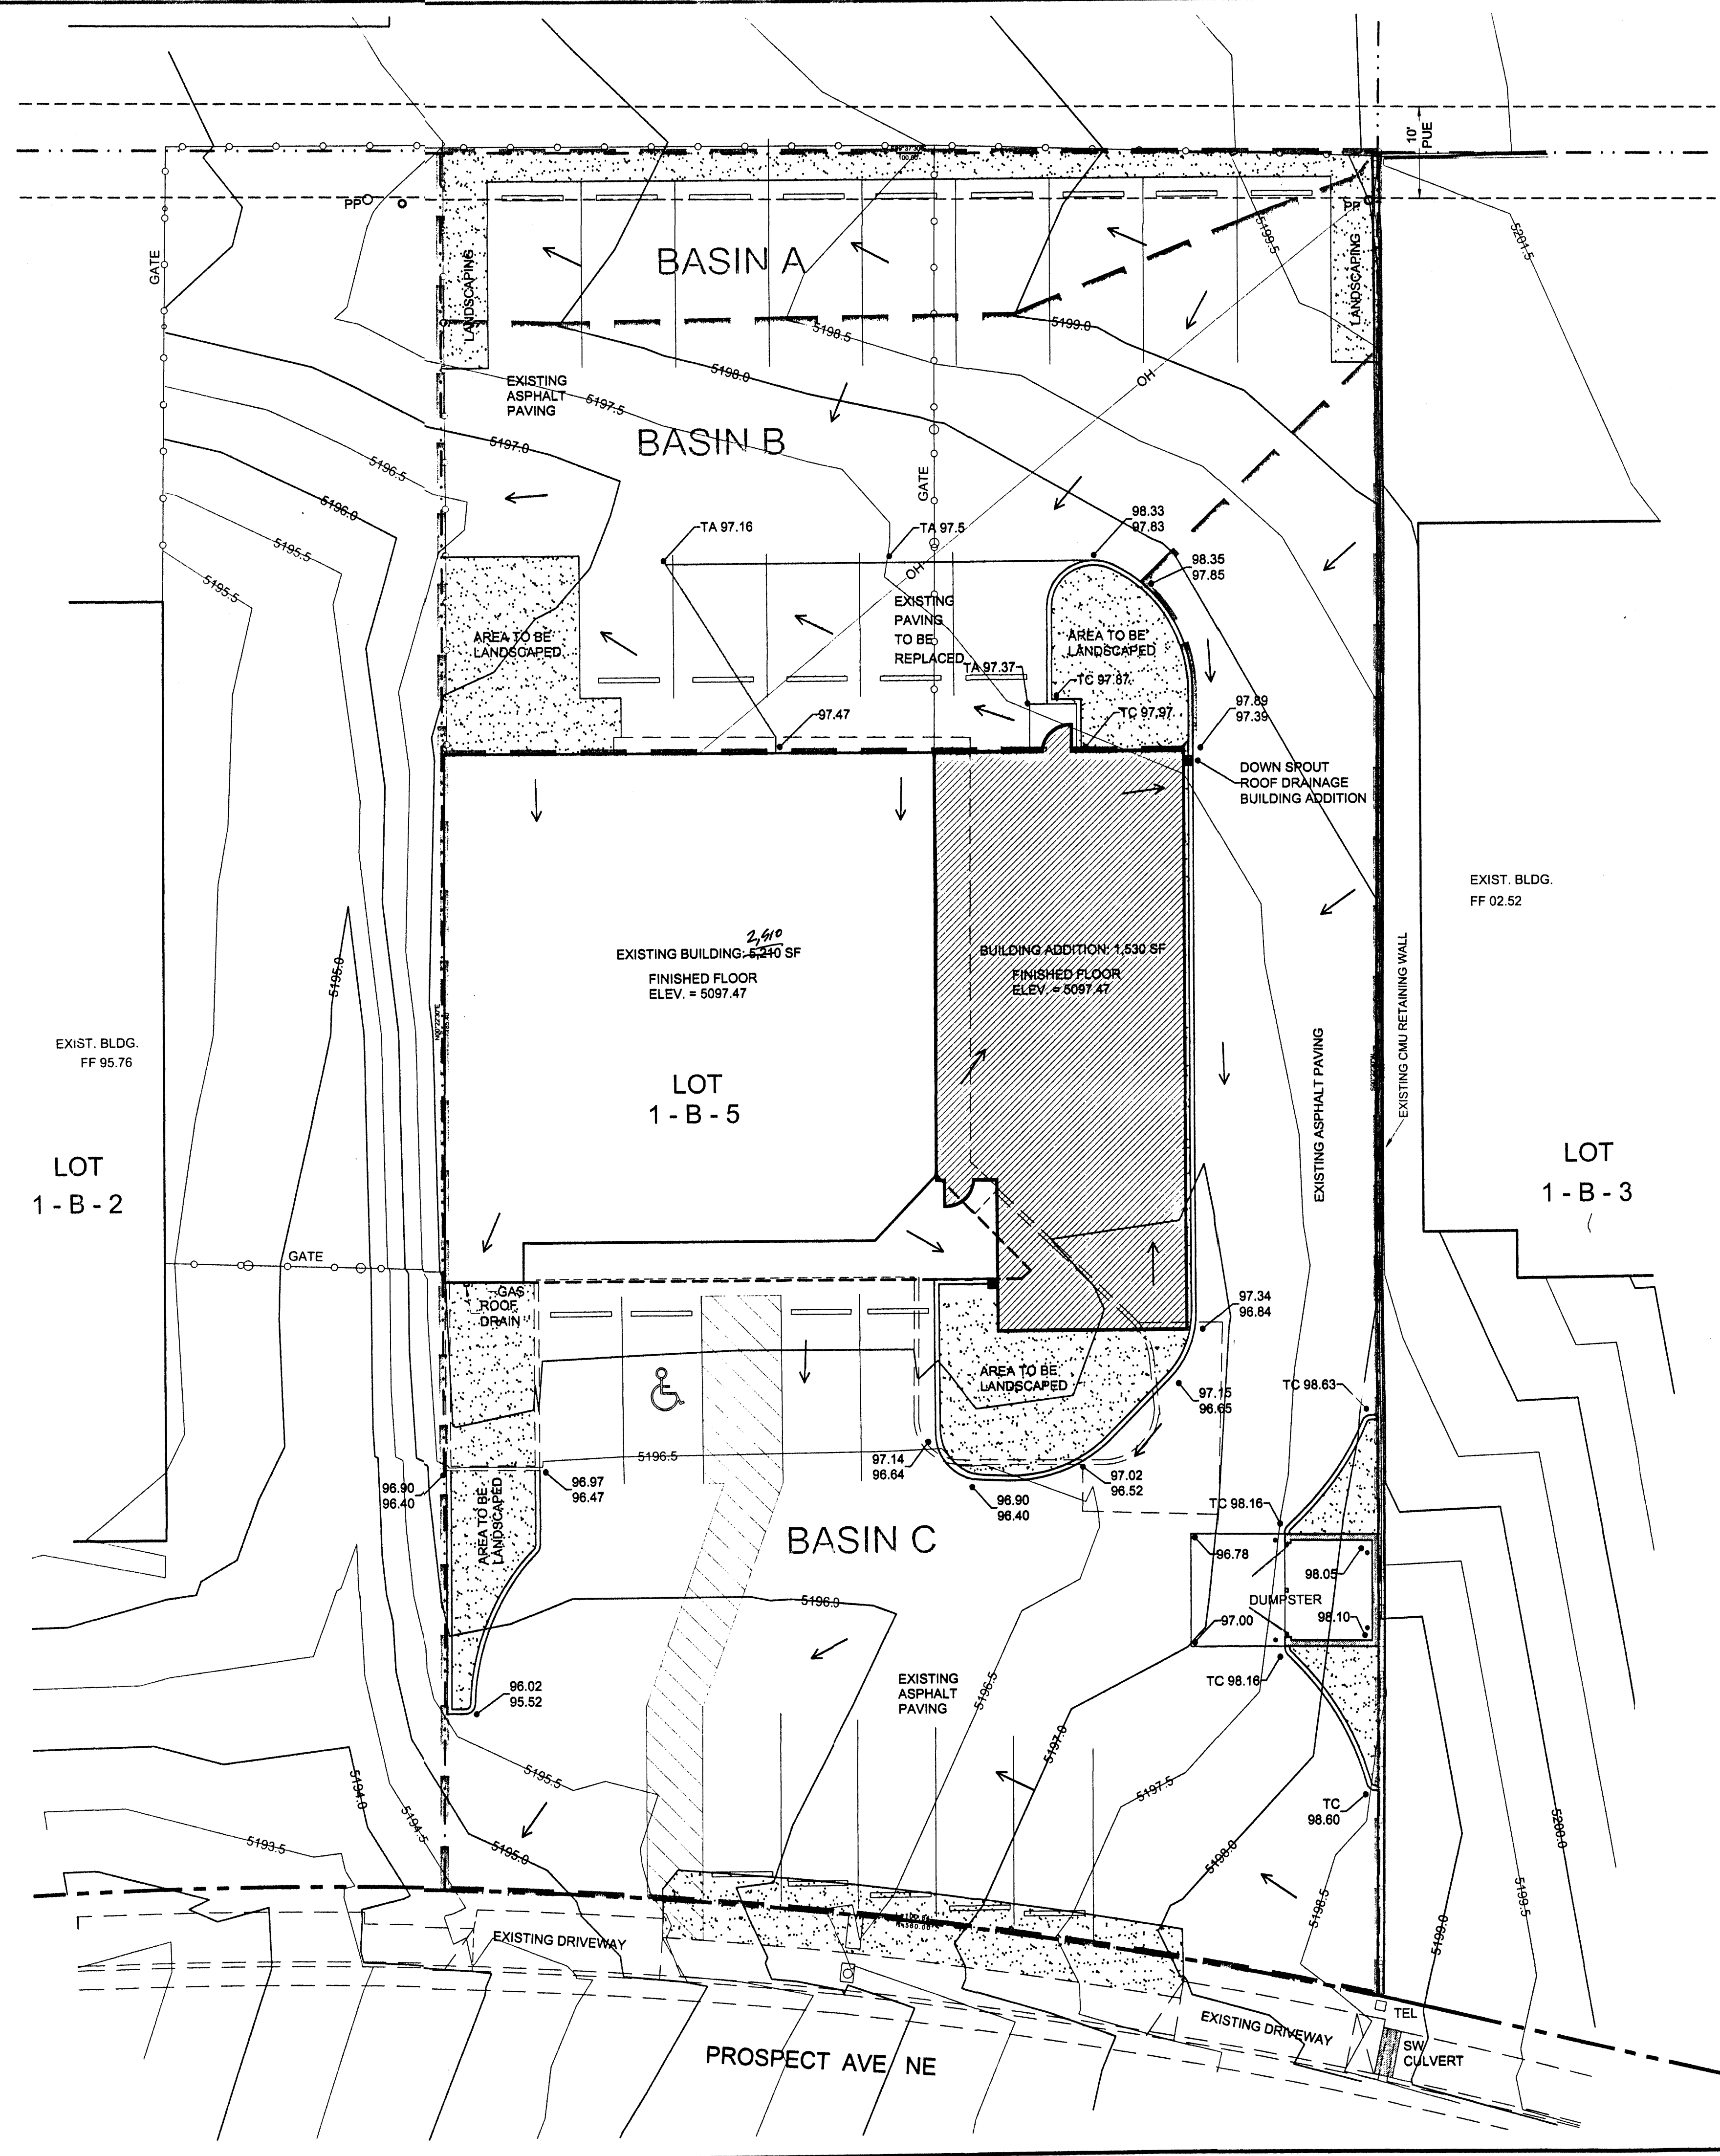 10'
PUE
100.00
PP
PP
GATE
LANDSCAPING
BASIN A
5199.5
LANDSCAPING
5201.5
5198.5
5199.0
OH
5198.0
EXISTING
ASPHALT
PAVING
5197.5
BASIN B
5197.0
5196.5
5196.0
5195.5
5195.5
GATE
TA 97.16
TA 97.5
98.33
97.83
98.35
97.85
OH
EXISTING
PAVING
TO BE
REPLACED
AREA TO BE
LANDSCAPED
AREA TO BE
LANDSCAPED
TA 97.37
TC 97.87
TC 97.97
97.47
97.89
97.39
DOWN SPOUT
ROOF DRAINAGE
BUILDING ADDITION
EXIST. BLDG.
FF 02.52
2,910
EXISTING BUILDING: 5,210 SF
FINISHED FLOOR
ELEV. = 5097.47
BUILDING ADDITION: 1,530 SF
FINISHED FLOOR
ELEV. = 5097.47
5195.0
EXIST. BLDG.
FF 95.76
LOT
1 - B - 5
EXISTING ASPHALT PAVING
EXISTING CMU RETAINING WALL
LOT
1 - B - 2
LOT
1 - B - 3
GATE
GAS
ROOF
DRAIN
97.34
96.84
AREA TO BE
LANDSCAPED
97.15
96.65
TC 98.63
5196.5
97.14
96.64
97.02
96.52
96.90
96.40
96.97
96.47
96.90
96.40
AREA TO BE
LANDSCAPED
TC 98.16
BASIN C
96.78
98.05
DUMPSTER
98.10
97.00
5196.0
TC 98.16
96.02
95.52
EXISTING
ASPHALT
PAVING
5196.5
5197.0
5197.5
5195.5
5194.0
5194.5
5193.5
5195.0
TC
98.60
5198.0
5198.5
5200.0
5199.5
5199.0
EXISTING DRIVEWAY
EXISTING DRIVEWAY
TEL
SW
CULVERT
PROSPECT AVE NE